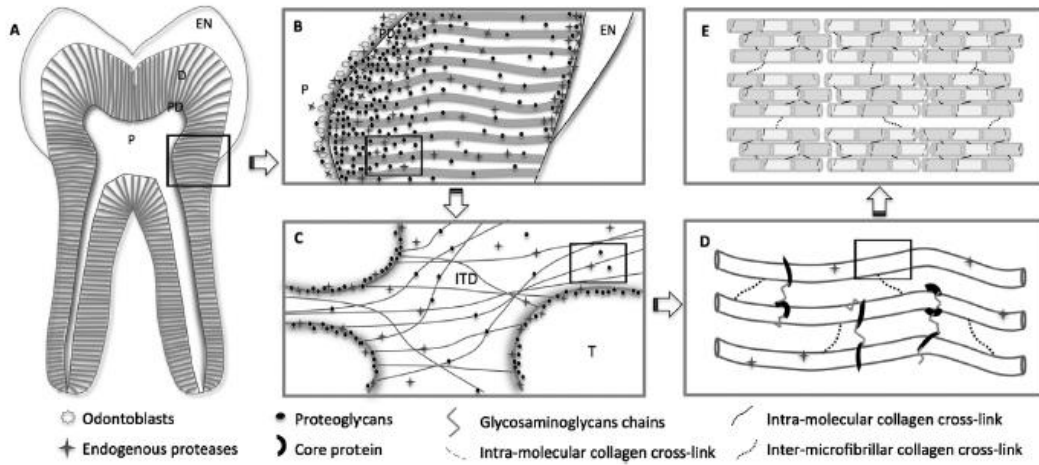 A
EN
D
PD
P
B
PD
P
EN
C
ITD
T
D
E
Odontoblasts
Endogenous proteases
Proteoglycans
Core protein
Glycosaminoglycans chains
Intra-molecular collagen cross-link
Intra-molecular collagen cross-link
Inter-microfibrillar collagen cross-link